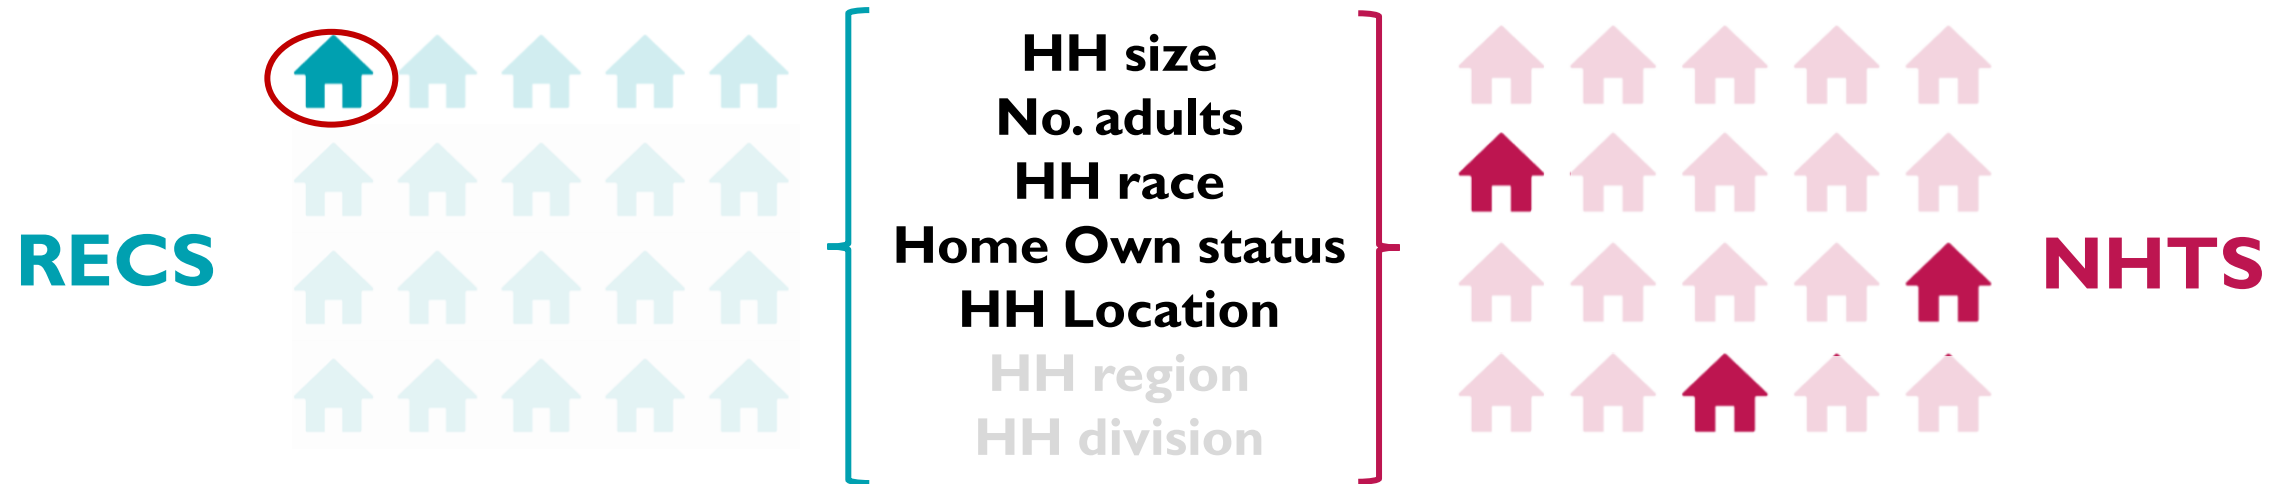 RECS
HH size
No. adults
HH race
Home Own status
HH Location
HH region
HH division
NHTS